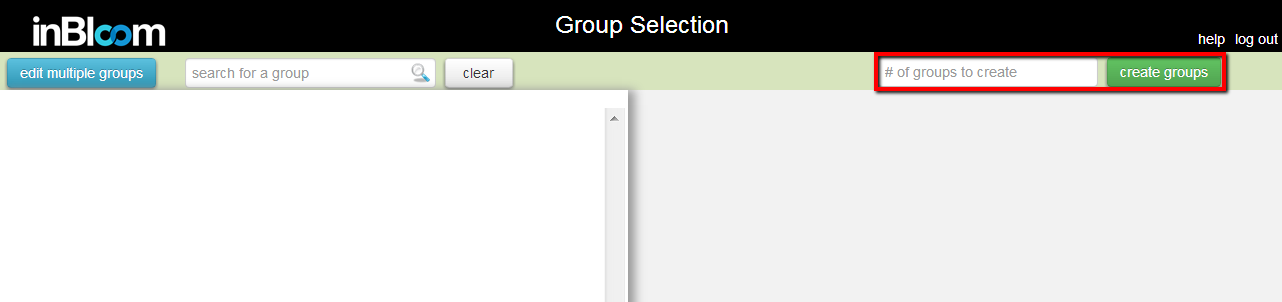 inBloom
Group Selection
help log out
edit multiple groups
search for a group
clear
# of groups to create
create groups